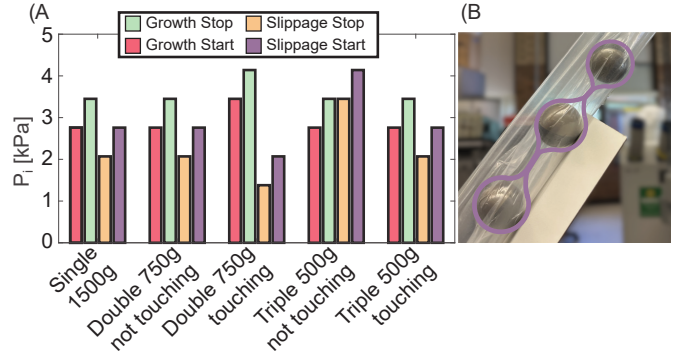 (A
Growth Stop
Slippage Stop
Growth Start
Slippage Start
(B)
5
4
3
2
1
0
P_i [kPa]
Single
1500g
Double 750g
not touching
Double 750g
touching
Triple 500g
not touching
Triple 500g
touching